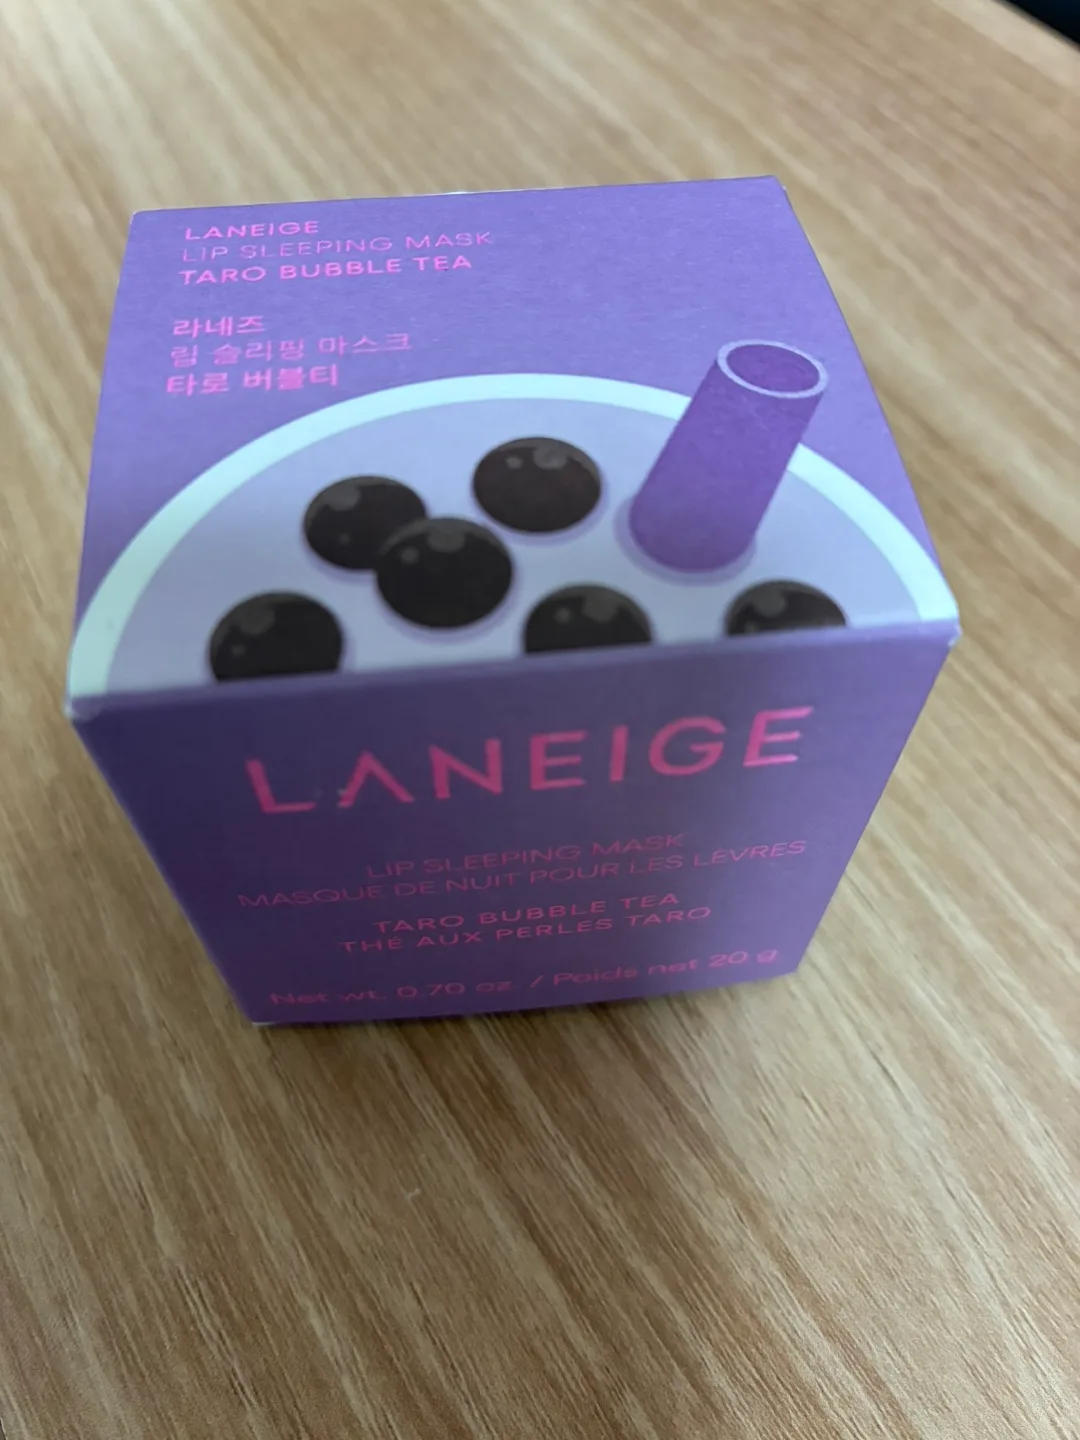 LANEIGE
LIP SLEEPING MASK
TARO BUBBLE TEA
라네즈
립 슬리핑 마스크
타로 버블티
LANEIGE
LIP SLEEPING MASK
MASQUE DE NUIT POUR LES LÈVRES
TARO BUBBLE TEA
THÉ AUX PERLES TARO
Net wt. 0.70 oz. / Poids net 20 g